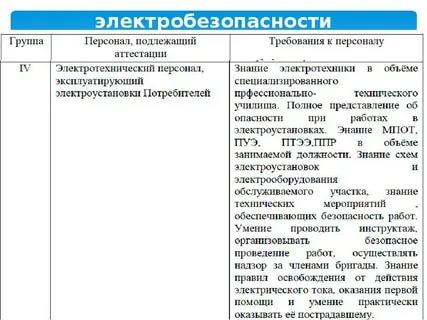 электробезопасности
Группа
Персонал, подлежащий
аттестации
Требования к персоналу
IV
Электротехнический персонал,
эксплуатирующий
электроустановки Потребителей
Знание электротехники в объёме
специализированного
прфессионально- технического
училища. Полное представление об
опасности при работах в
электроустановках. Энание МПОТ,
ПУЭ, ПТЭЭ,ППР в объёме
занимаемой должности. Знание схем
электроустановок и
электрооборудования
обслуживаемого участка, знание
технических мероприятий ,
обеспечивающих безопасность работ.
Умение проводить инструктаж,
организовывать безопасное
проведение работ, осуществлять
надзор за членами бригады. Знание
правил освобождения от действия
электрического тока, оказания первой
помощи и умение практически
оказывать её пострадавшему.